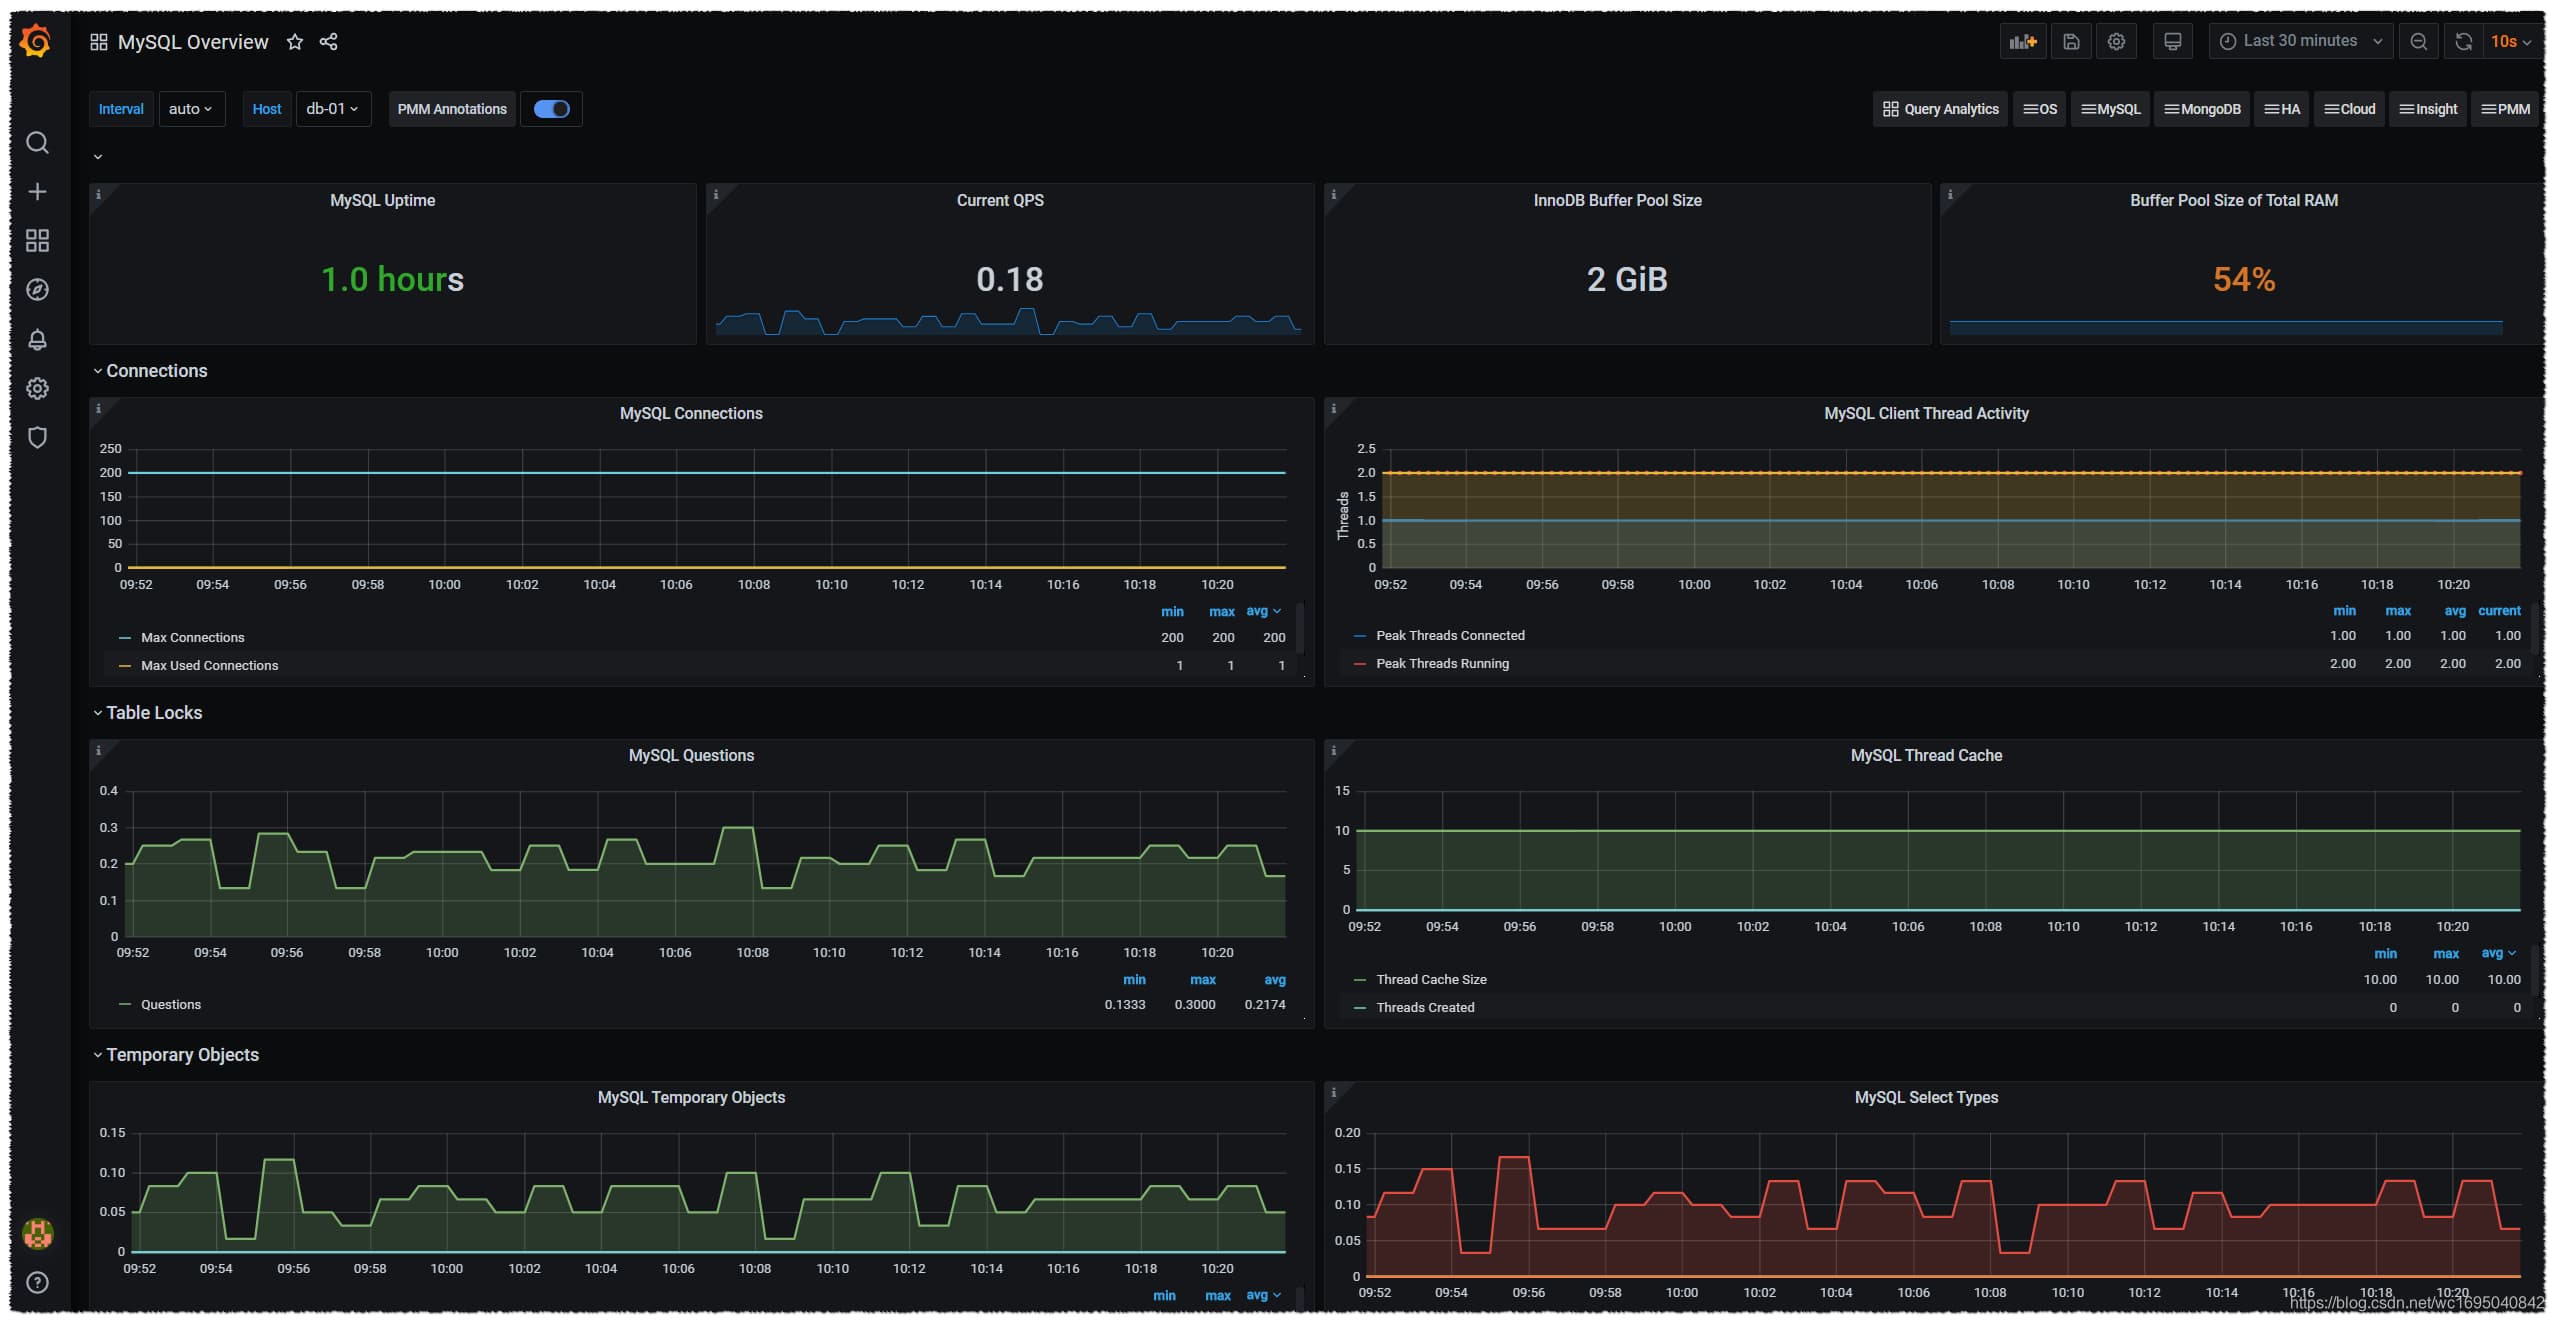 MySQL Overview
Last 30 minutes
10s
Interval auto Host db-01 PMM Annotations
Query Analytics OS MySQL MongoDB HA Cloud Insight PMM
MySQL Uptime
1.0 hours
Current QPS
0.18
InnoDB Buffer Pool Size
2 GiB
Buffer Pool Size of Total RAM
54%
Connections
MySQL Connections
250
200
150
100
50
0
09:52 09:54 09:56 09:58 10:00 10:02 10:04 10:06 10:08 10:10 10:12 10:14 10:16 10:18 10:20
min max avg
Max Connections 200 200 200
Max Used Connections 1 1 1
MySQL Client Thread Activity
Threads
2.5
2.0
1.5
1.0
0.5
0
09:52 09:54 09:56 09:58 10:00 10:02 10:04 10:06 10:08 10:10 10:12 10:14 10:16 10:18 10:20
min max avg current
Peak Threads Connected 1.00 1.00 1.00 1.00
Peak Threads Running 2.00 2.00 2.00 2.00
Table Locks
MySQL Questions
0.4
0.3
0.2
0.1
0
09:52 09:54 09:56 09:58 10:00 10:02 10:04 10:06 10:08 10:10 10:12 10:14 10:16 10:18 10:20
min max avg
Questions 0.1333 0.3000 0.2174
MySQL Thread Cache
15
10
5
0
09:52 09:54 09:56 09:58 10:00 10:02 10:04 10:06 10:08 10:10 10:12 10:14 10:16 10:18 10:20
min max avg
Thread Cache Size 10.00 10.00 10.00
Threads Created 0 0 0
Temporary Objects
MySQL Temporary Objects
0.15
0.10
0.05
0
09:52 09:54 09:56 09:58 10:00 10:02 10:04 10:06 10:08 10:10 10:12 10:14 10:16 10:18 10:20
min max avg
MySQL Select Types
0.20
0.15
0.10
0.05
0
09:52 09:54 09:56 09:58 10:00 10:02 10:04 10:06 10:08 10:10 10:12 10:14 10:16 10:18 10:20
https://blog.csdn.net/wc1695040842